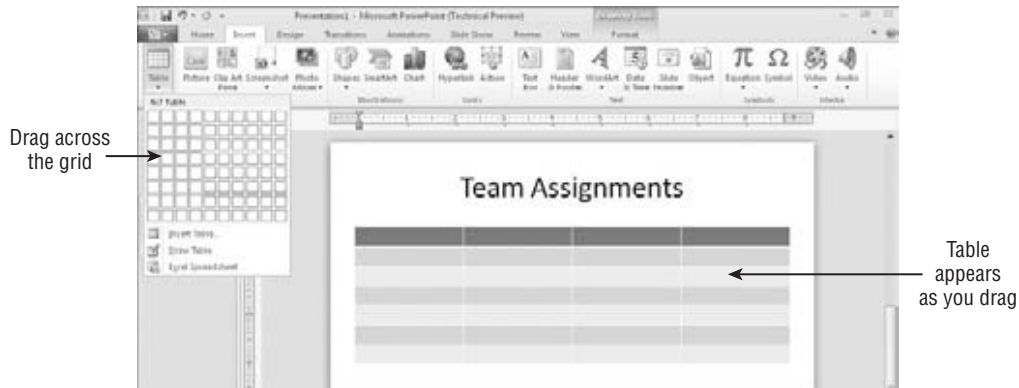 Presentation1 - Microsoft PowerPoint (Technical Preview)
Home Insert Design Transitions Animations Slide Show Review View Format
Table Picture Clip Art Screenshot Photo Shapes SmartArt Chart Hyperlink Action Text Header WordArt Date Slide Object Equation Symbol Video Audio
Album Box & Footer & Time Number
Illustrations Links Text Symbols Media
Table
Insert Table...
Draw Table
Excel Spreadsheet
Drag across
the grid
Team Assignments
Table
appears
as you drag